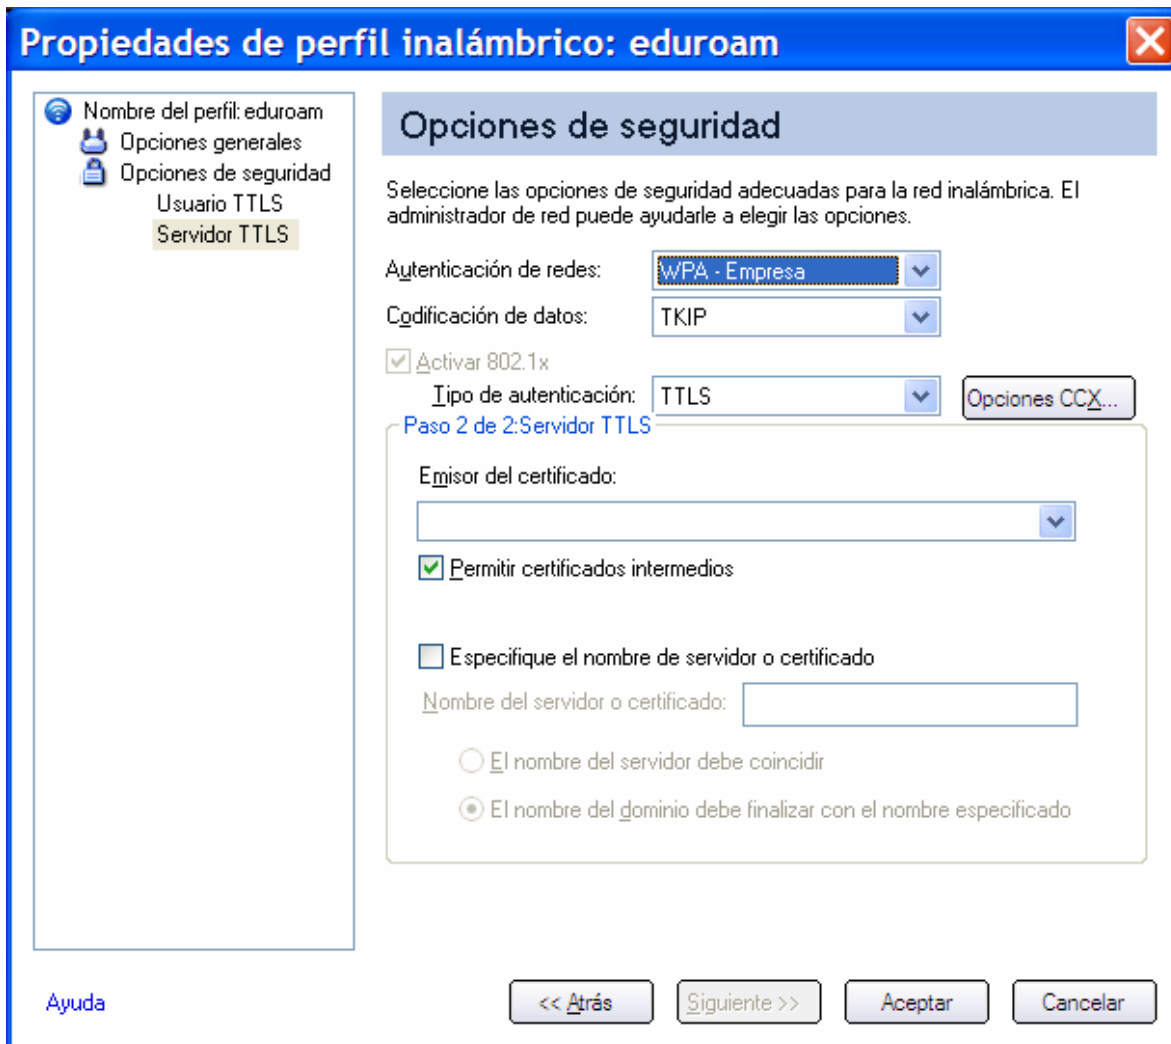 Propiedades de perfil inalámbrico: eduroam
Nombre del perfil: eduroam
Opciones generales
Opciones de seguridad
Usuario TTLS
Servidor TTLS
Opciones de seguridad
Seleccione las opciones de seguridad adecuadas para la red inalámbrica. El
administrador de red puede ayudarle a elegir las opciones.
Autenticación de redes:
WPA - Empresa
Codificación de datos:
TKIP
Activar 802.1x
Tipo de autenticación:
TTLS
Opciones CCX...
Paso 2 de 2:Servidor TTLS
Emisor del certificado:
Permitir certificados intermedios
Especifique el nombre de servidor o certificado
Nombre del servidor o certificado:
El nombre del servidor debe coincidir
El nombre del dominio debe finalizar con el nombre especificado
Ayuda
<< Atrás
Siguiente >>
Aceptar
Cancelar